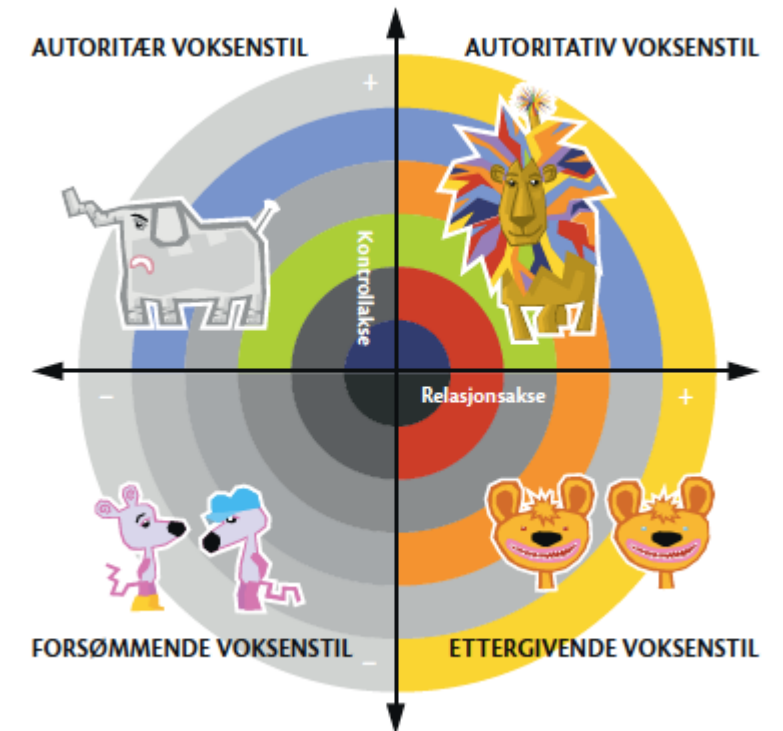 AUTORITÆR VOKSENSTIL
AUTORITATIV VOKSENSTIL
+
Kontrollakse
Relasjonsakse
–
+
FORSØMMENDE VOKSENSTIL
ETTERGIVENDE VOKSENSTIL
–